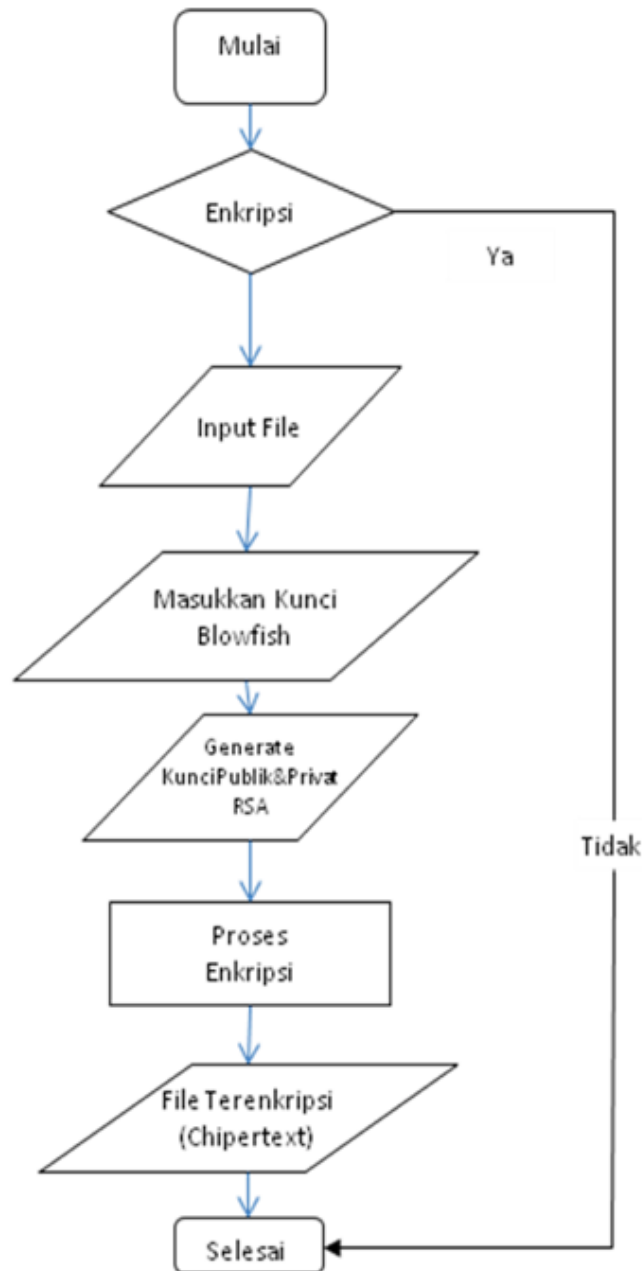 Mulai
Enkripsi
Ya
Input File
Masukkan Kunci
Blowfish
Generate
KunciPublik&Privat
RSA
Tidak
Proses
Enkripsi
File Terenkripsi
(Chipertext)
Selesai